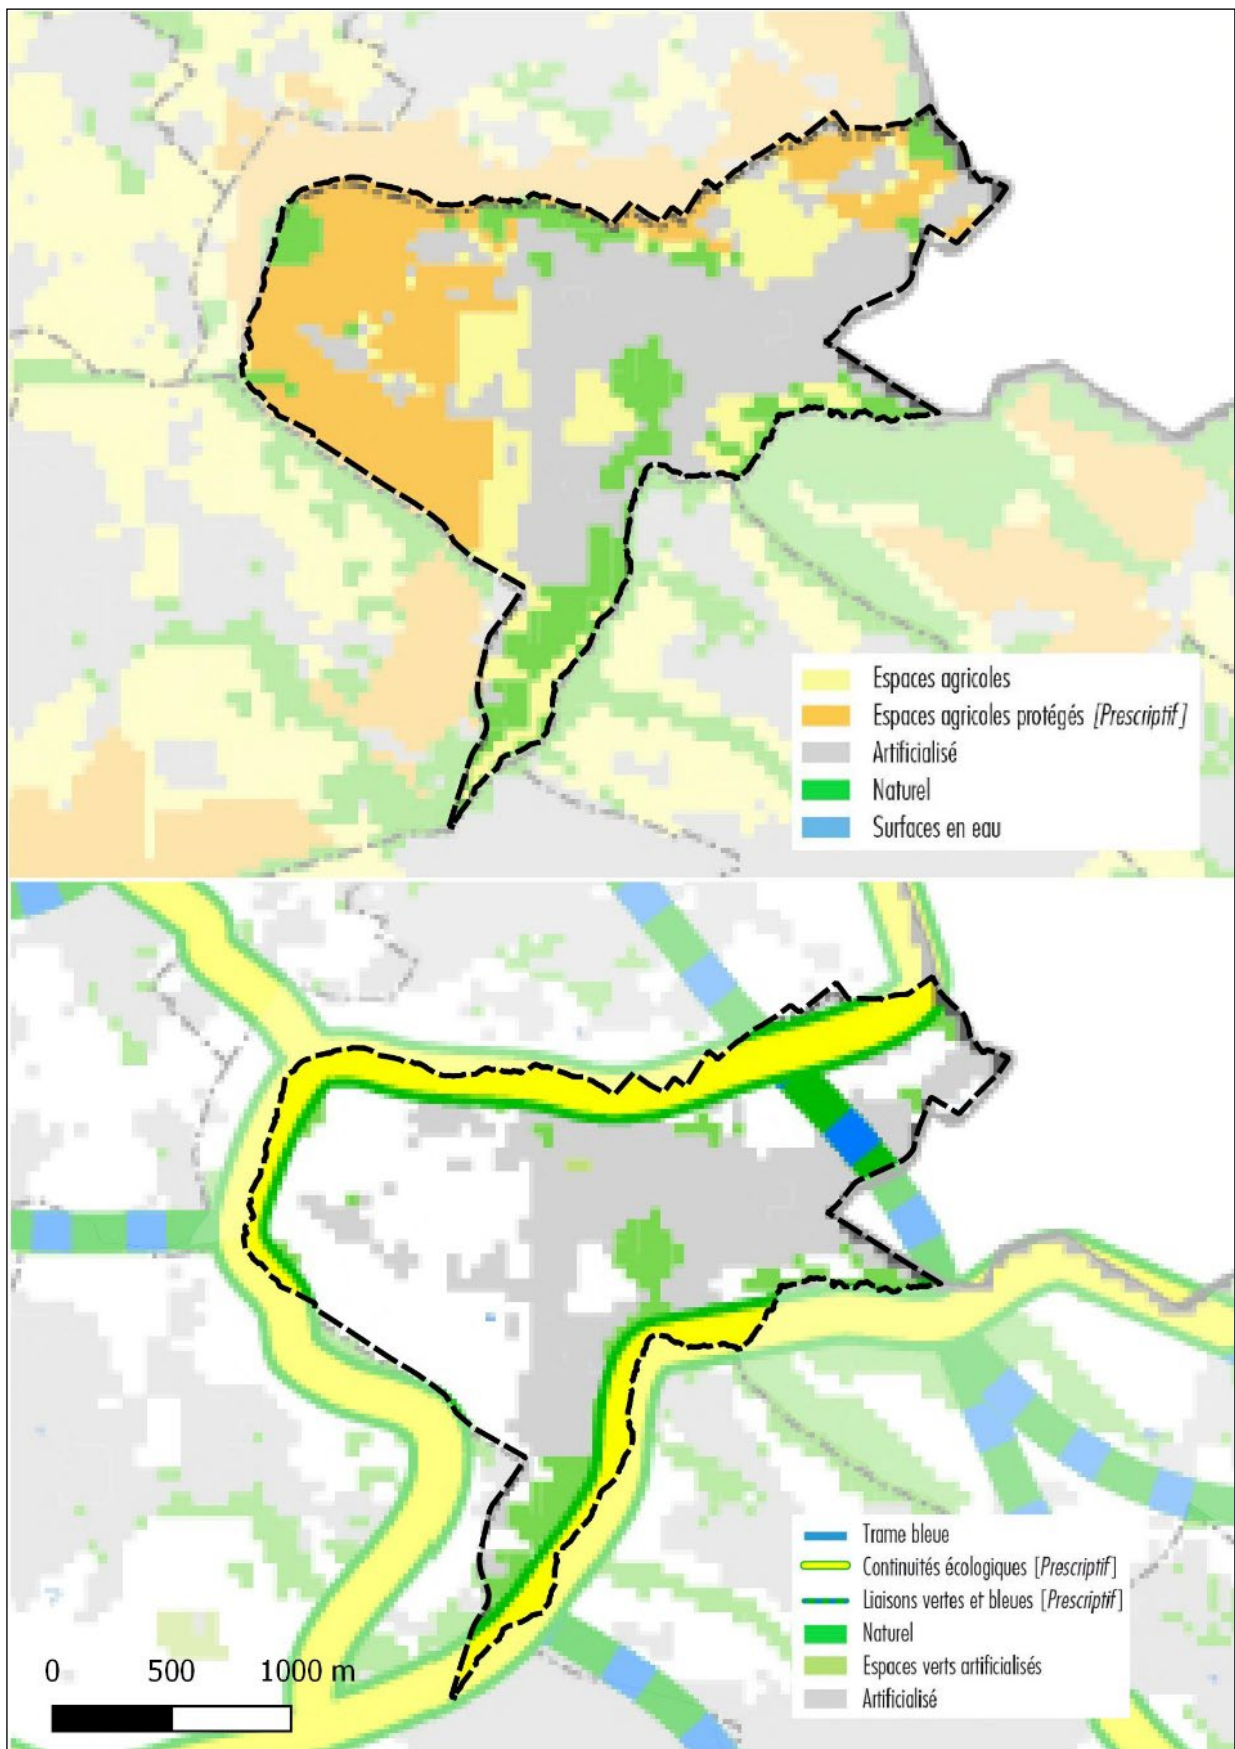 Espaces agricoles
Espaces agricoles protégés [Prescriptif]
Artificialisé
Naturel
Surfaces en eau
Trame bleue
Continuités écologiques [Prescriptif]
Liaisons vertes et bleues [Prescriptif]
Naturel
Espaces verts artificialisés
Artificialisé
0 500 1000 m